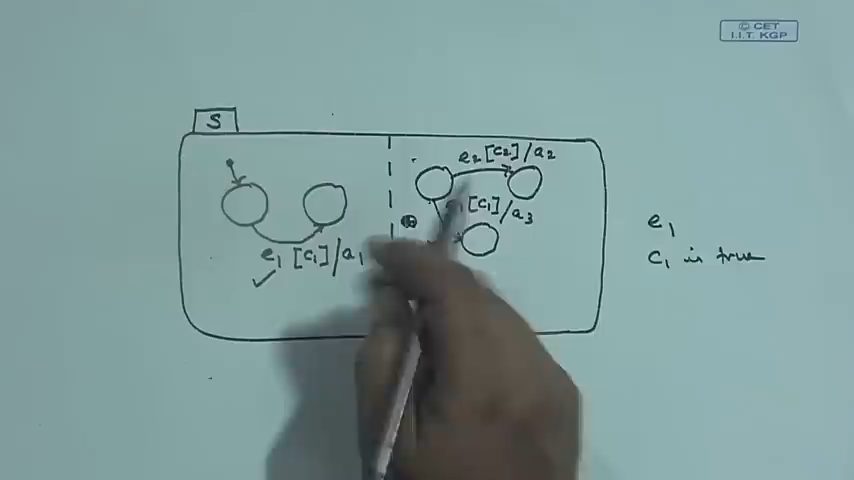 © CET
I.I.T. KGP
S
e₂[c₂]/a₂
[c₁]/a₃
e₁[c₁]/a₁
e₁
c₁ is true